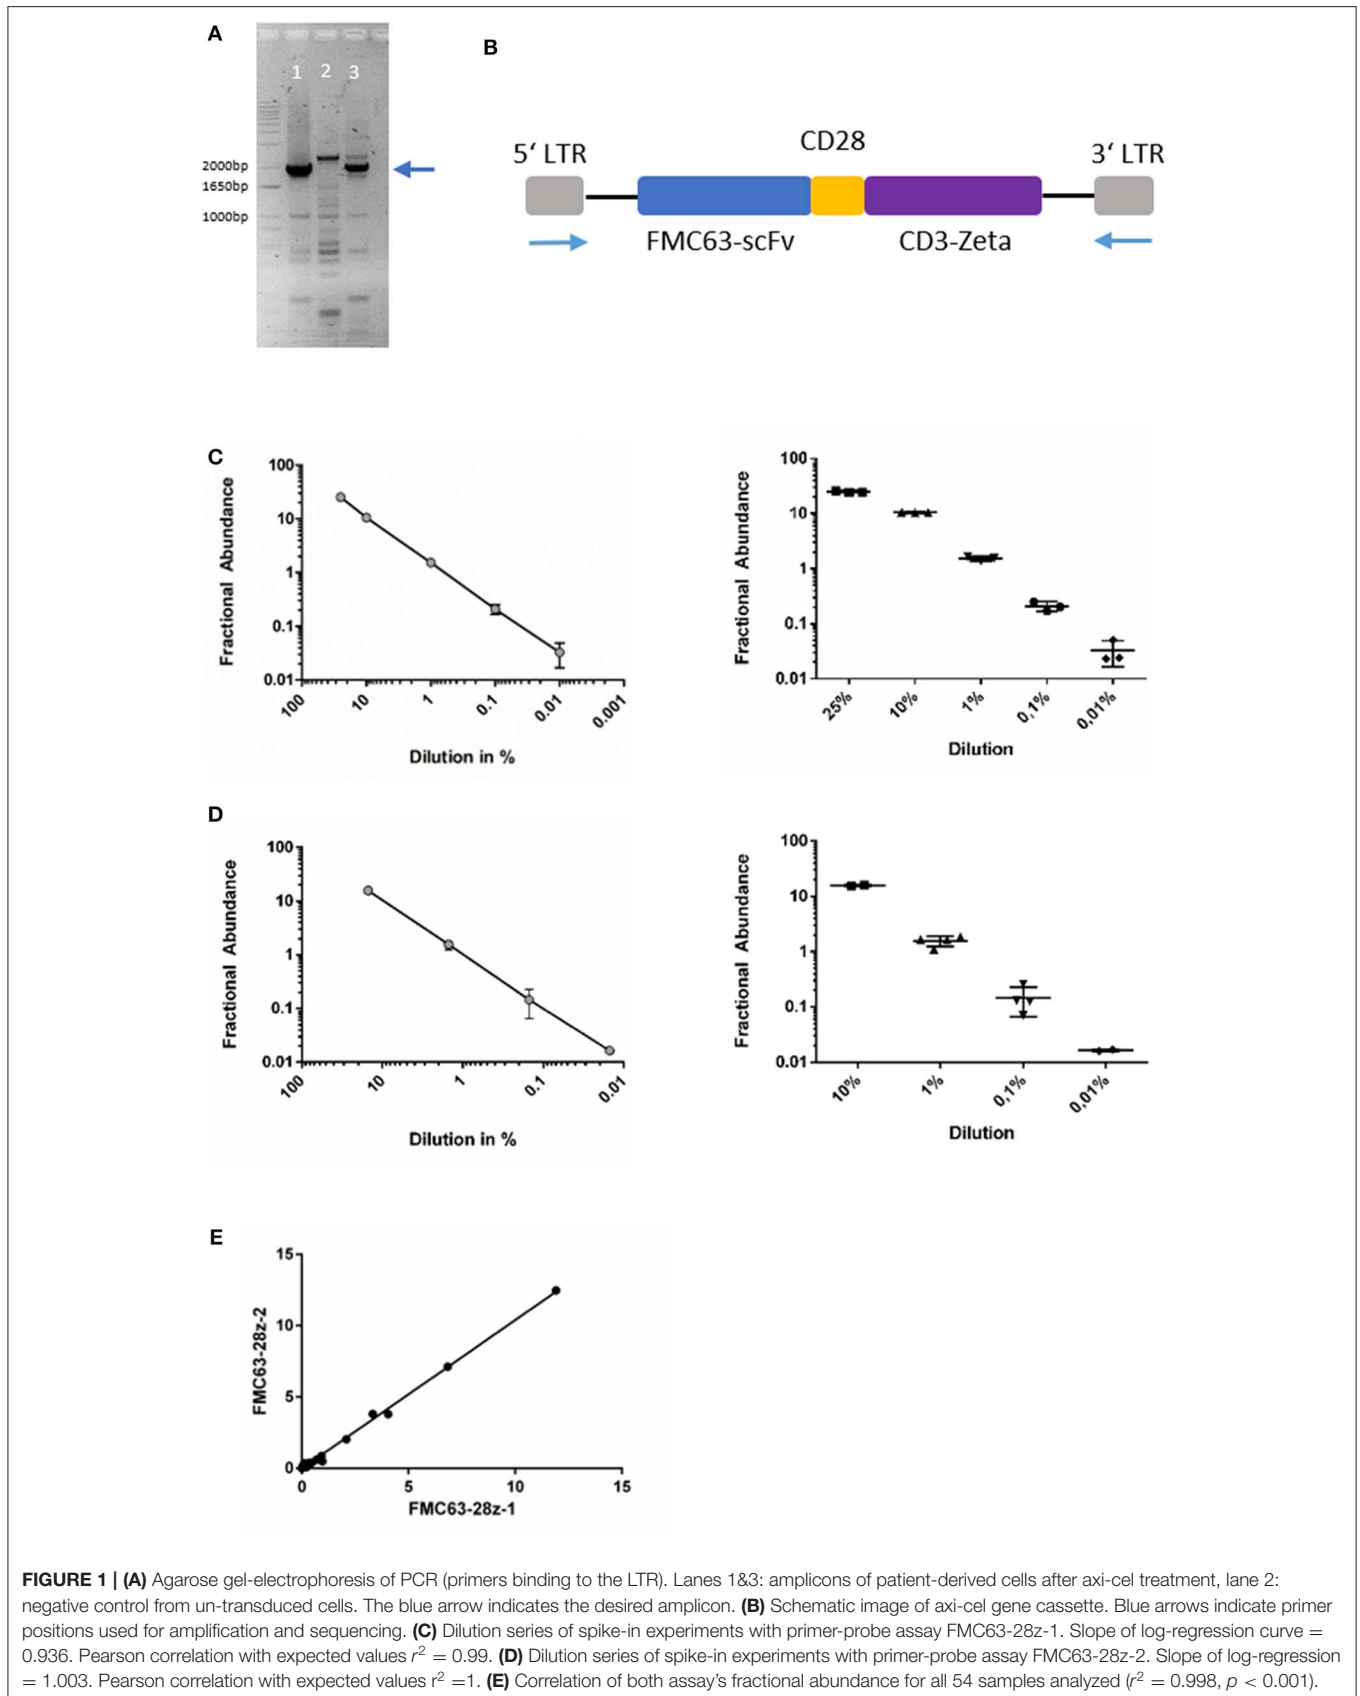 A
1 2 3
2000bp
1650bp
1000bp
B
5‘ LTR
CD28
3‘ LTR
FMC63-scFv
CD3-Zeta
C
Fractional Abundance
100
10
1
0.1
0.01
100
10
1
0.1
0.01
0.001
Dilution in %
Fractional Abundance
100
10
1
0.1
0.01
25%
10%
1%
0,1%
0,01%
Dilution
D
Fractional Abundance
100
10
1
0.1
0.01
100
10
1
0.1
0.01
Dilution in %
Fractional Abundance
100
10
1
0.1
0.01
10%
1%
0,1%
0,01%
Dilution
E
FMC63-28z-2
15
10
5
0
0
5
10
15
FMC63-28z-1
FIGURE 1 | (A) Agarose gel-electrophoresis of PCR (primers binding to the LTR). Lanes 1&3: amplicons of patient-derived cells after axi-cel treatment, lane 2:
negative control from un-transduced cells. The blue arrow indicates the desired amplicon. (B) Schematic image of axi-cel gene cassette. Blue arrows indicate primer
positions used for amplification and sequencing. (C) Dilution series of spike-in experiments with primer-probe assay FMC63-28z-1. Slope of log-regression curve =
0.936. Pearson correlation with expected values r² = 0.99. (D) Dilution series of spike-in experiments with primer-probe assay FMC63-28z-2. Slope of log-regression
= 1.003. Pearson correlation with expected values r² =1. (E) Correlation of both assay's fractional abundance for all 54 samples analyzed (r² = 0.998, p < 0.001).